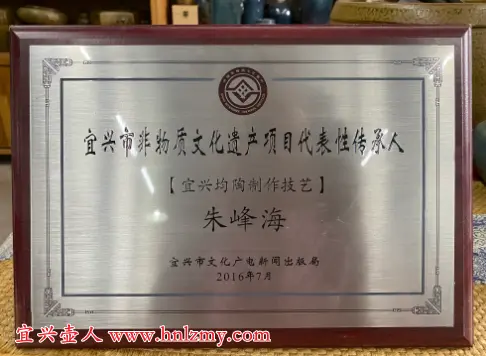 宜兴市非物质文化遗产项目代表性传承人
【宜兴均陶制作技艺】
朱峰海
宜兴市文化广电新闻出版局
2016年7月
宜兴壶人 www.hnlzmy.com